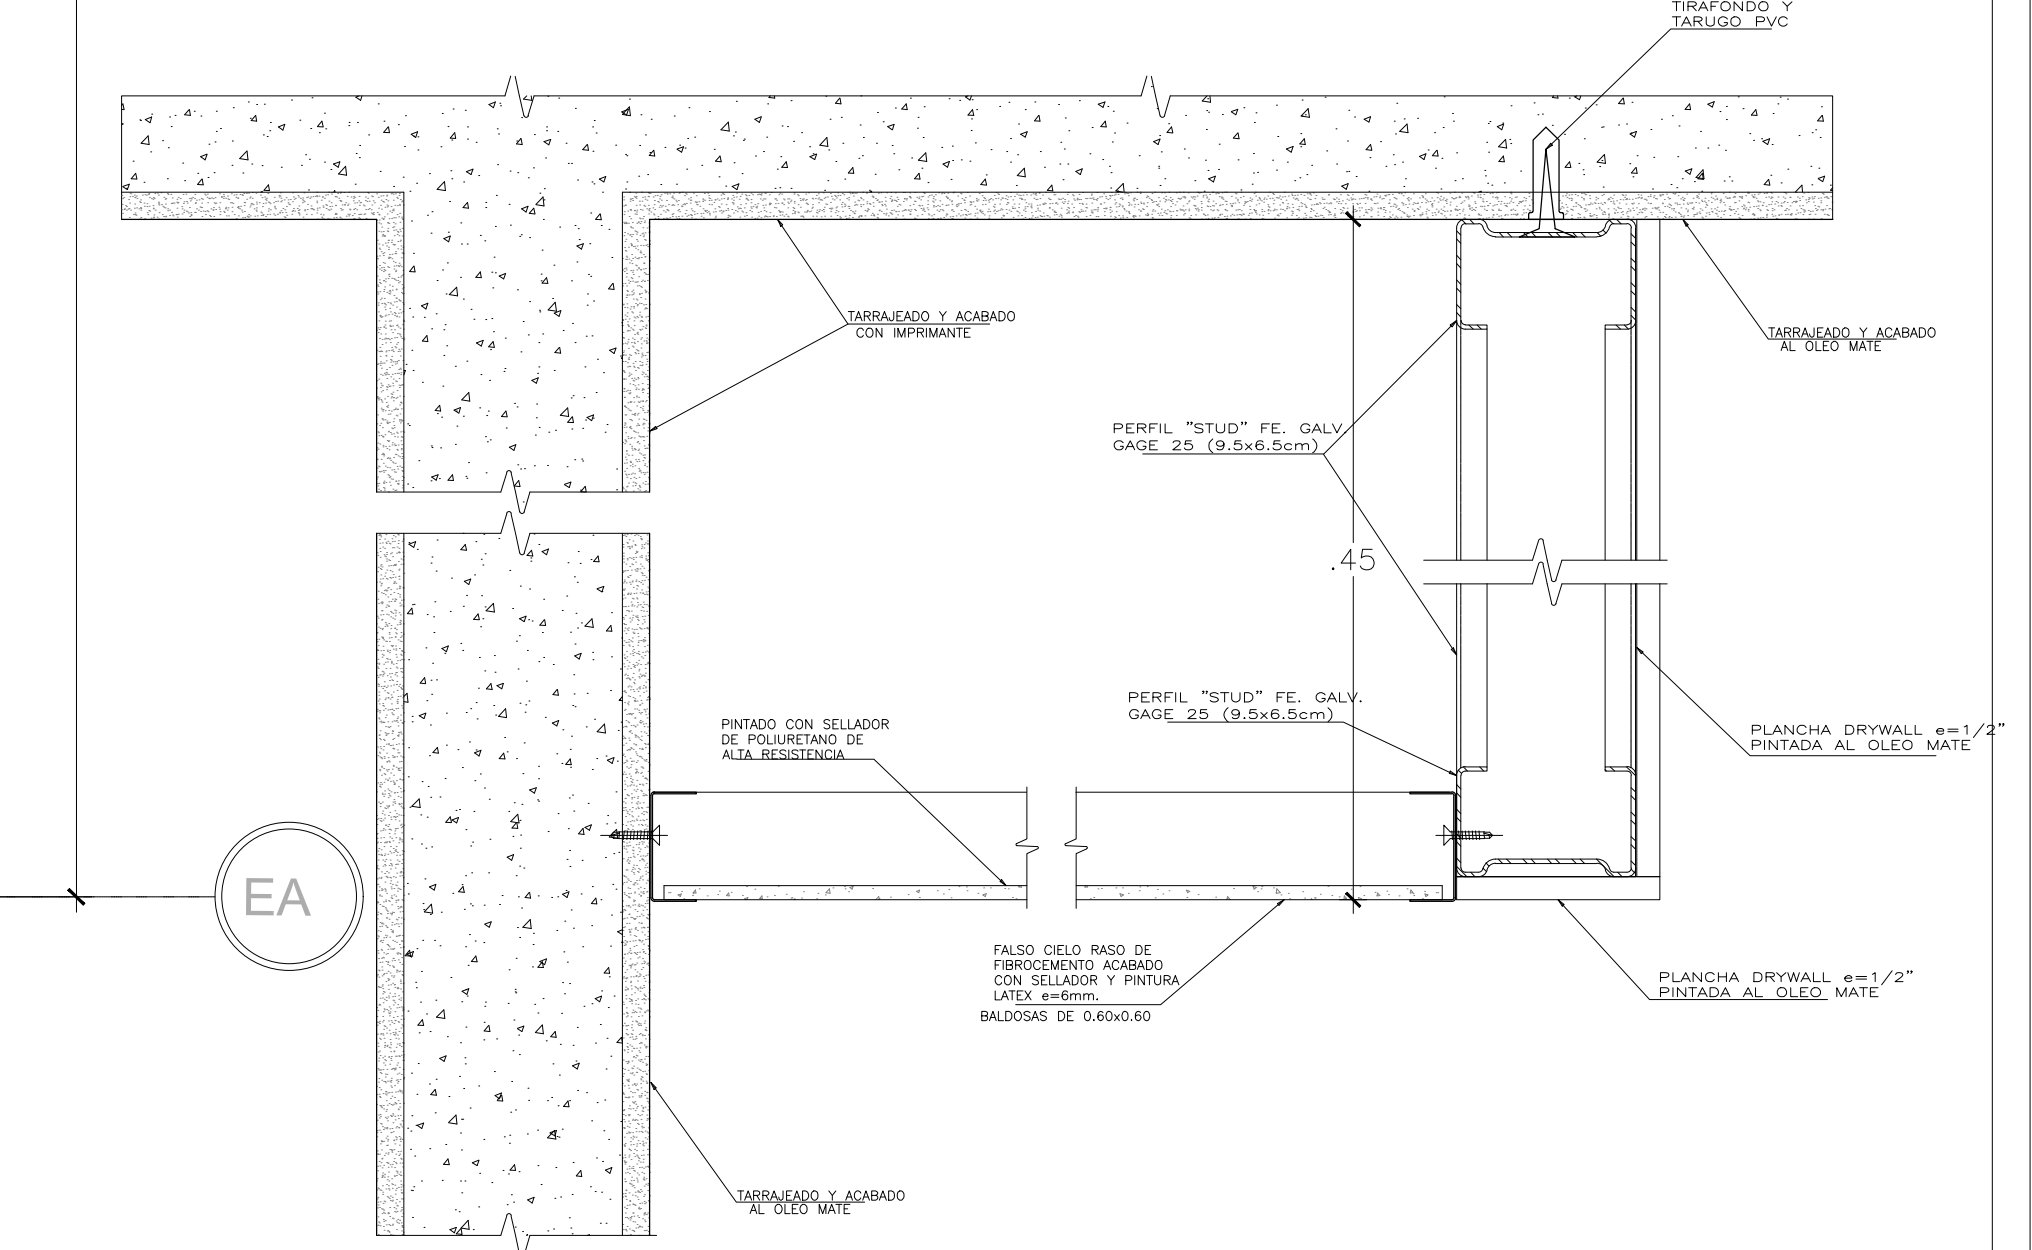 TIRAFONDO Y
TARUGO PVC
TARRAJEADO Y ACABADO
CON IMPRIMANTE
TARRAJEADO Y ACABADO
AL OLEO MATE
PERFIL "STUD" FE. GALV.
GAGE 25 (9.5x6.5cm)
.45
PERFIL "STUD" FE. GALV.
GAGE 25 (9.5x6.5cm)
PINTADO CON SELLADOR
DE POLIURETANO DE
ALTA RESISTENCIA
PLANCHA DRYWALL e=1/2"
PINTADA AL OLEO MATE
EA
FALSO CIELO RASO DE
FIBROCEMENTO ACABADO
CON SELLADOR Y PINTURA
LATEX e=6mm.
BALDOSAS DE 0.60x0.60
PLANCHA DRYWALL e=1/2"
PINTADA AL OLEO MATE
TARRAJEADO Y ACABADO
AL OLEO MATE